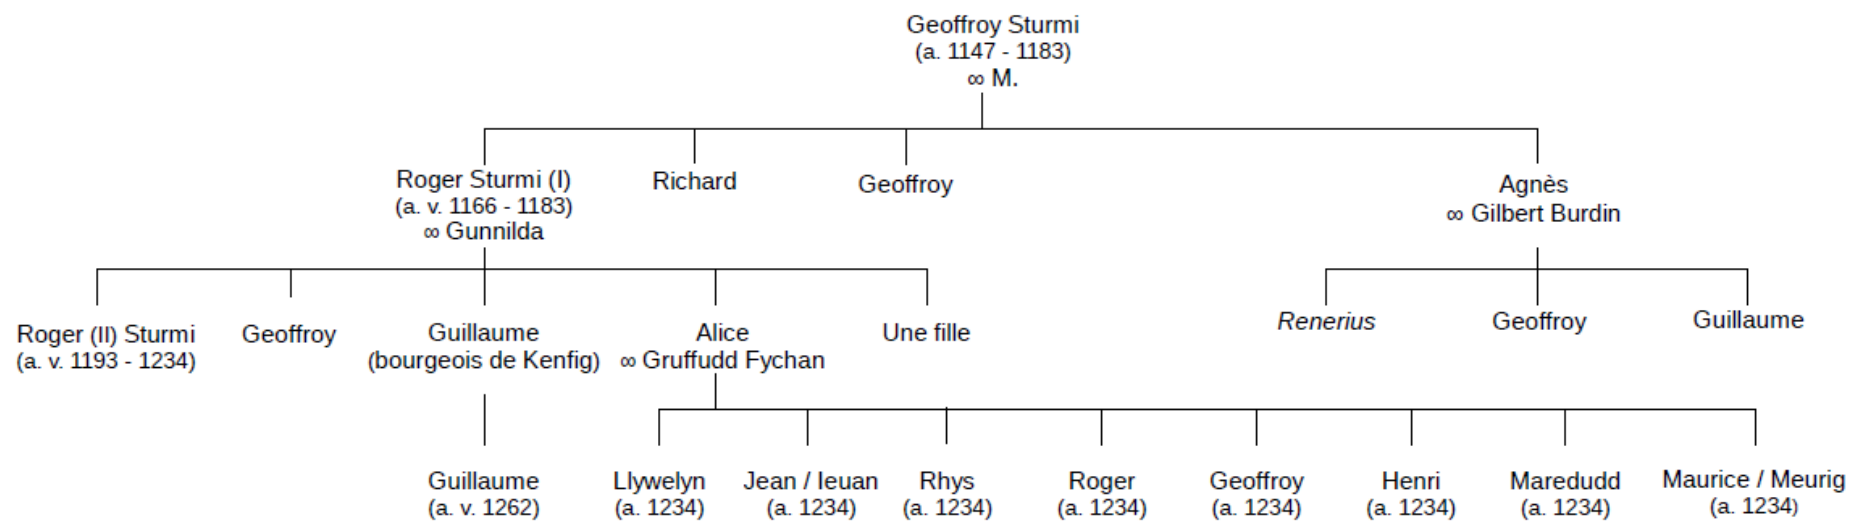 Geoffroy Sturmi
(a. 1147 - 1183)
∞ M.
Roger Sturmi (I)
(a. v. 1166 - 1183)
∞ Gunnilda
Richard
Geoffroy
Agnès
∞ Gilbert Burdin
Roger (II) Sturmi
(a. v. 1193 - 1234)
Geoffroy
Guillaume
(bourgeois de Kenfig)
Alice
∞ Gruffudd Fychan
Une fille
Renerius
Geoffroy
Guillaume
Guillaume
(a. v. 1262)
Llywelyn
(a. 1234)
Jean / Ieuan
(a. 1234)
Rhys
(a. 1234)
Roger
(a. 1234)
Geoffroy
(a. 1234)
Henri
(a. 1234)
Maredudd
(a. 1234)
Maurice / Meurig
(a. 1234)